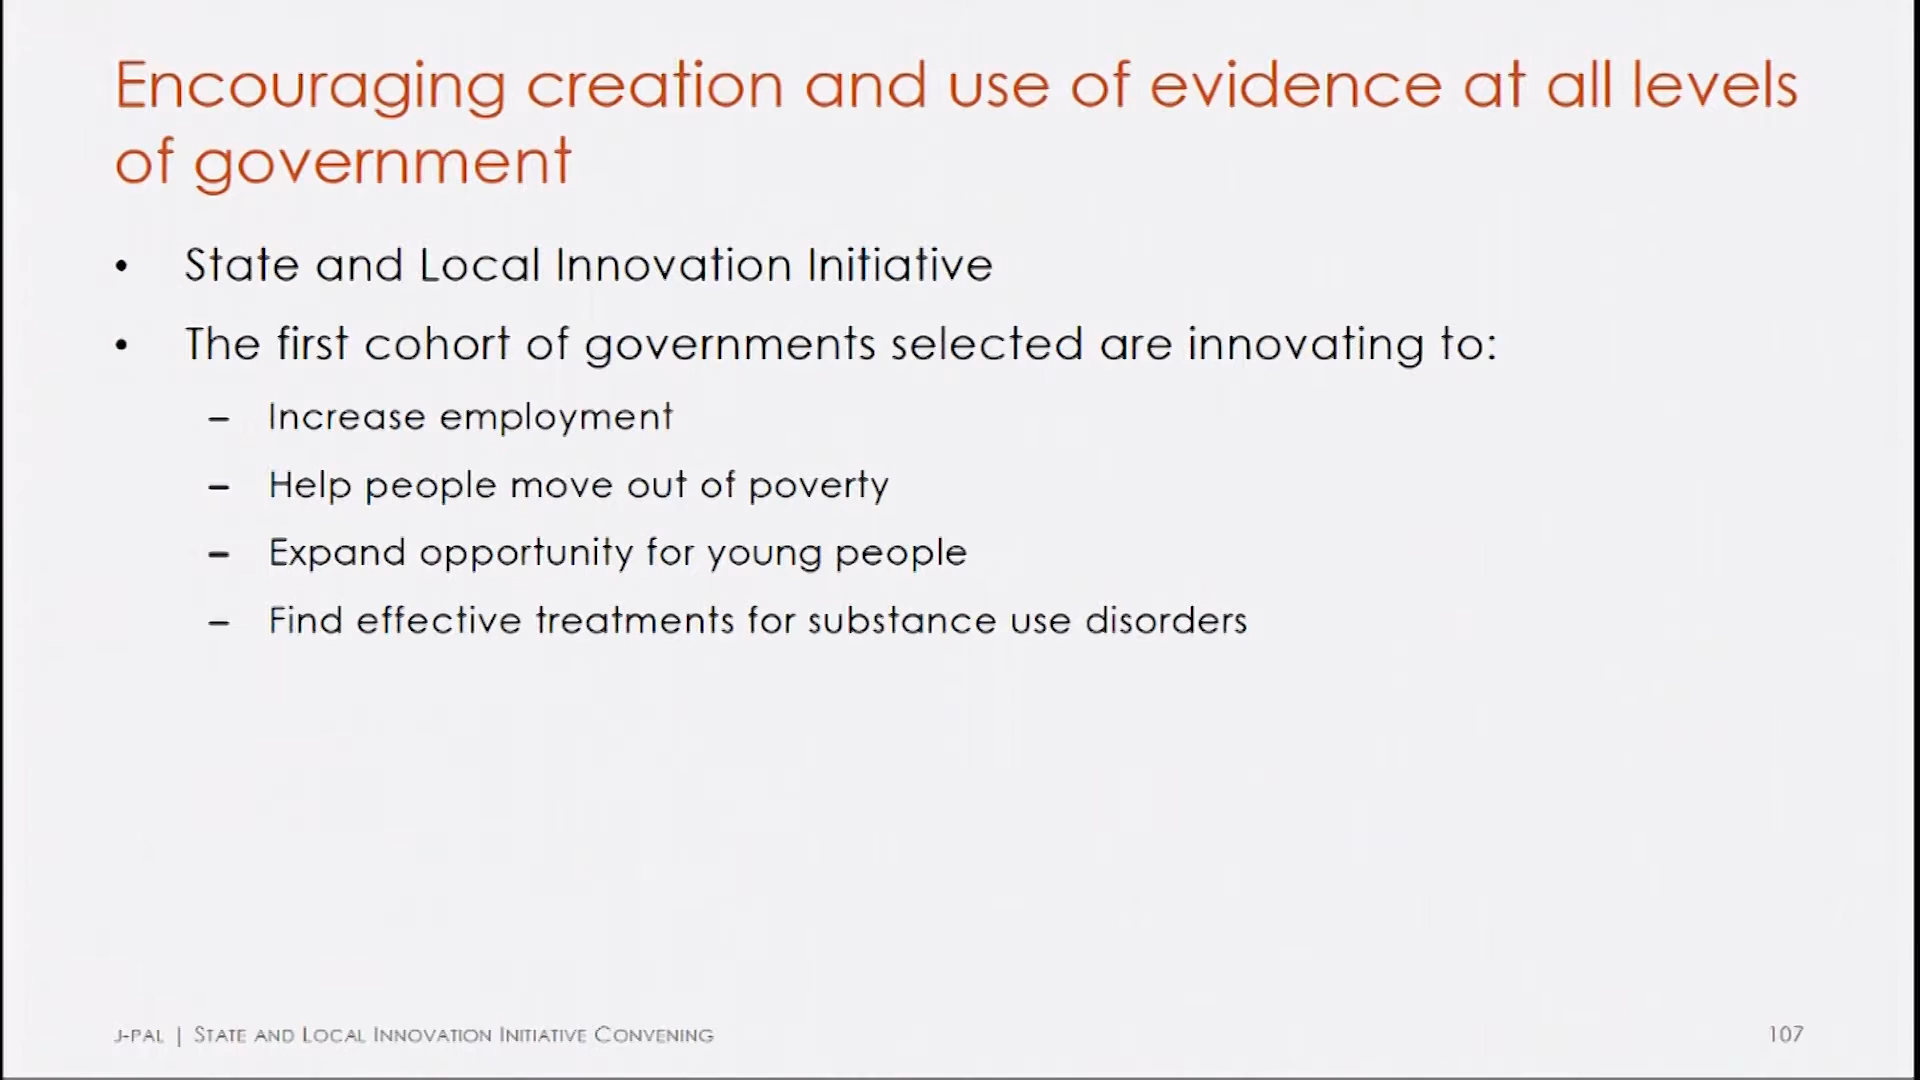 Encouraging creation and use of evidence at all levels
of government
• State and Local Innovation Initiative
• The first cohort of governments selected are innovating to:
– Increase employment
– Help people move out of poverty
– Expand opportunity for young people
– Find effective treatments for substance use disorders
J-PAL | STATE AND LOCAL INNOVATION INITIATIVE CONVENING
107